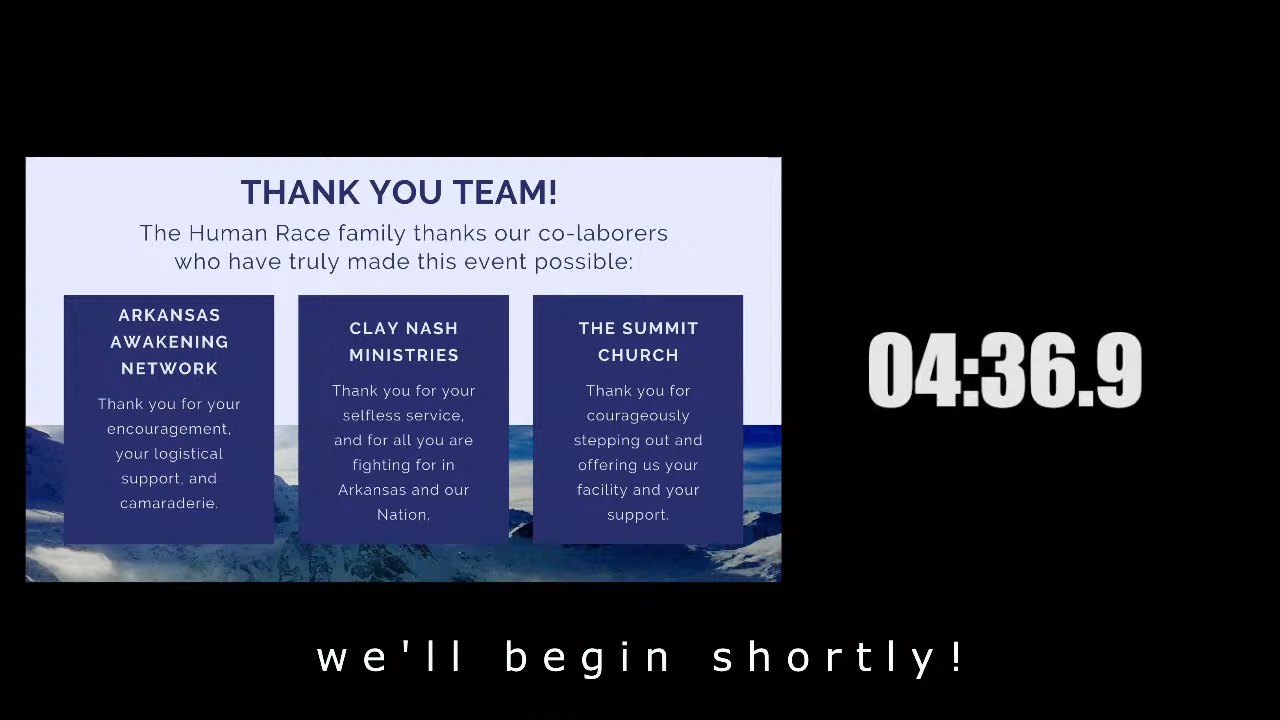 THANK YOU TEAM!
The Human Race family thanks our co-laborers
who have truly made this event possible:
ARKANSAS
AWAKENING
NETWORK
Thank you for your
encouragement,
your logistical
support, and
camaraderie.
CLAY NASH
MINISTRIES
Thank you for your
selfless service,
and for all you are
fighting for in
Arkansas and our
Nation.
THE SUMMIT
CHURCH
Thank you for
courageously
stepping out and
offering us your
facility and your
support.
04:36.9
we'll begin shortly!